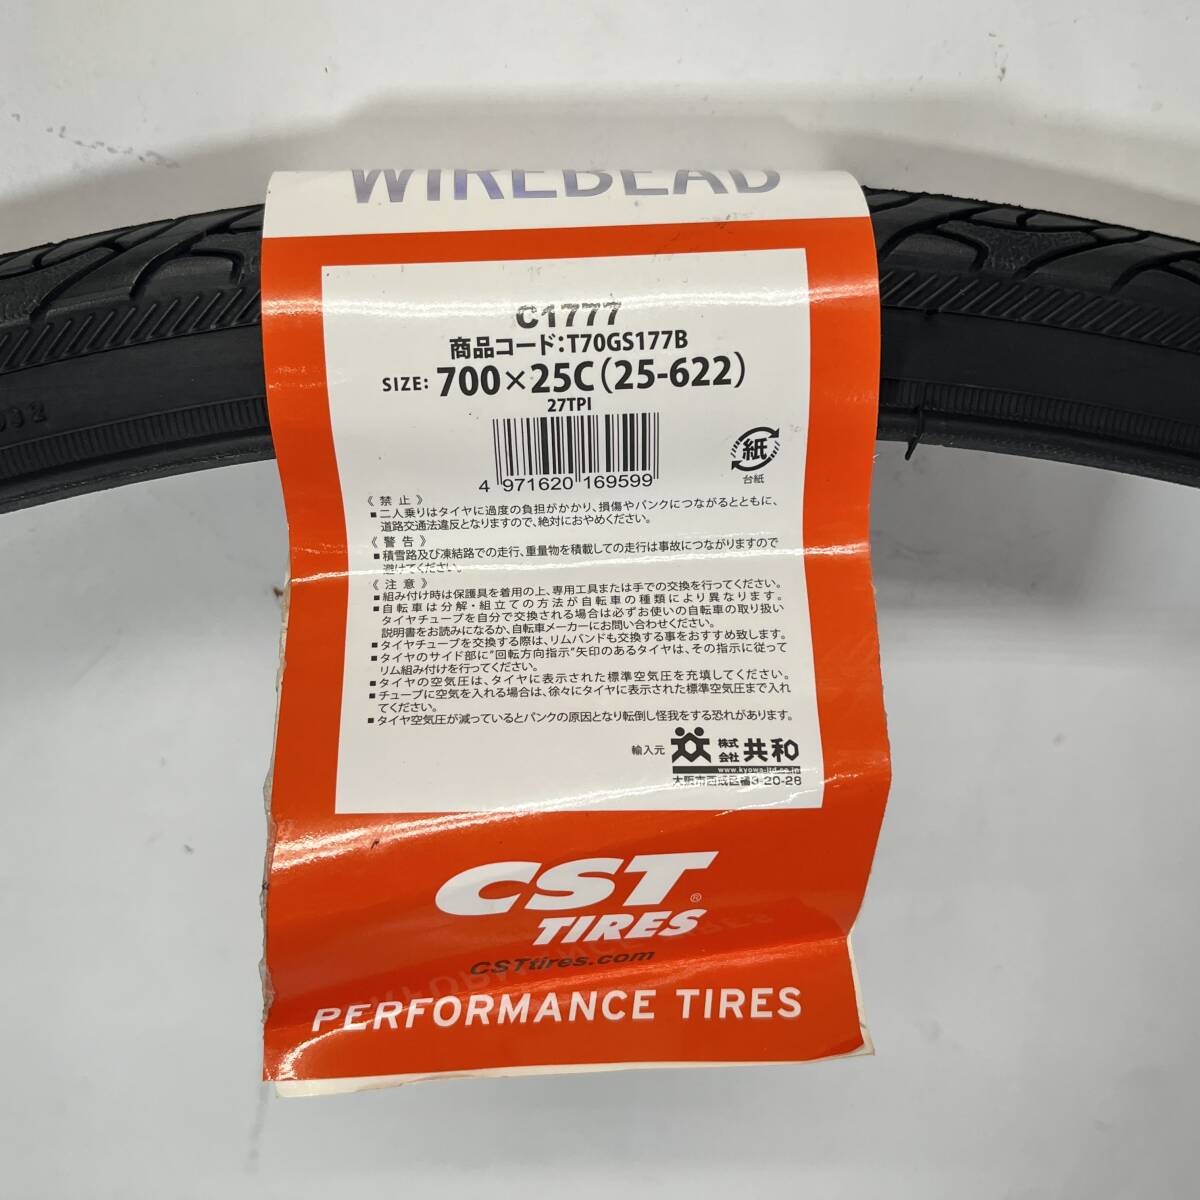 WIREBEAD
C1777
商品コード:T70GS177B
SIZE: 700×25C(25-622)
27TPI
4 971620 169599
紙
台紙
《 禁 止 》
■二人乗りはタイヤに過度の負担がかかり、損傷やパンクにつながるとともに、
道路交通法違反となりますので、絶対におやめください。
《 警 告 》
■積雪路及び凍結路での走行、重量物を積載しての走行は事故につながりますので
避けてください。
《 注 意 》
■組み付け時は保護具を着用の上、専用工具または手での交換を行ってください。
■自転車は分解・組立ての方法が自転車の種類により異なります。
タイヤチューブを自分で交換される場合は必ずお使いの自転車の取り扱い
説明書をお読みになるか、自転車メーカーにお問い合わせください。
■タイヤチューブを交換する際は、リムバンドも交換する事をおすすめ致します。
■タイヤのサイド部に"回転方向指示"矢印のあるタイヤは、その指示に従って
リム組み付けを行ってください。
■タイヤの空気圧は、タイヤに表示された標準空気圧を充填してください。
■チューブに空気を入れる場合は、徐々にタイヤに表示された標準空気圧まで入れ
てください。
■タイヤ空気圧が減っているとパンクの原因となり転倒し怪我をする恐れがあります。
輸入元 株式会社 共和
www.kyowa-ltd.co.jp
大阪市西成区橘3-20-28
CST
TIRES®
CSTtires.com
PERFORMANCE TIRES